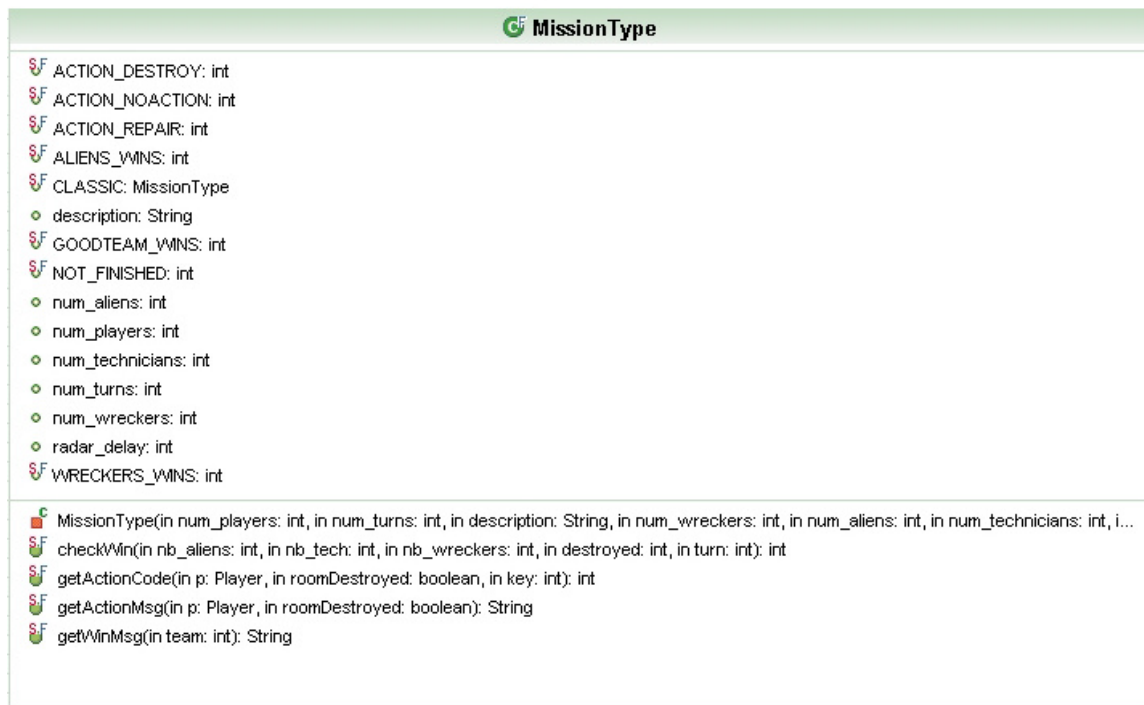 MissionType
ACTION_DESTROY: int
ACTION_NOACTION: int
ACTION_REPAIR: int
ALIENS_WINS: int
CLASSIC: MissionType
description: String
GOODTEAM_WINS: int
NOT_FINISHED: int
num_aliens: int
num_players: int
num_technicians: int
num_turns: int
num_wreckers: int
radar_delay: int
WRECKERS_WINS: int
MissionType(in num_players: int, in num_turns: int, in description: String, in num_wreckers: int, in num_aliens: int, in num_technicians: int, i...
checkWin(in nb_aliens: int, in nb_tech: int, in nb_wreckers: int, in destroyed: int, in turn: int): int
getActionCode(in p: Player, in roomDestroyed: boolean, in key: int): int
getActionMsg(in p: Player, in roomDestroyed: boolean): String
getWinMsg(in team: int): String